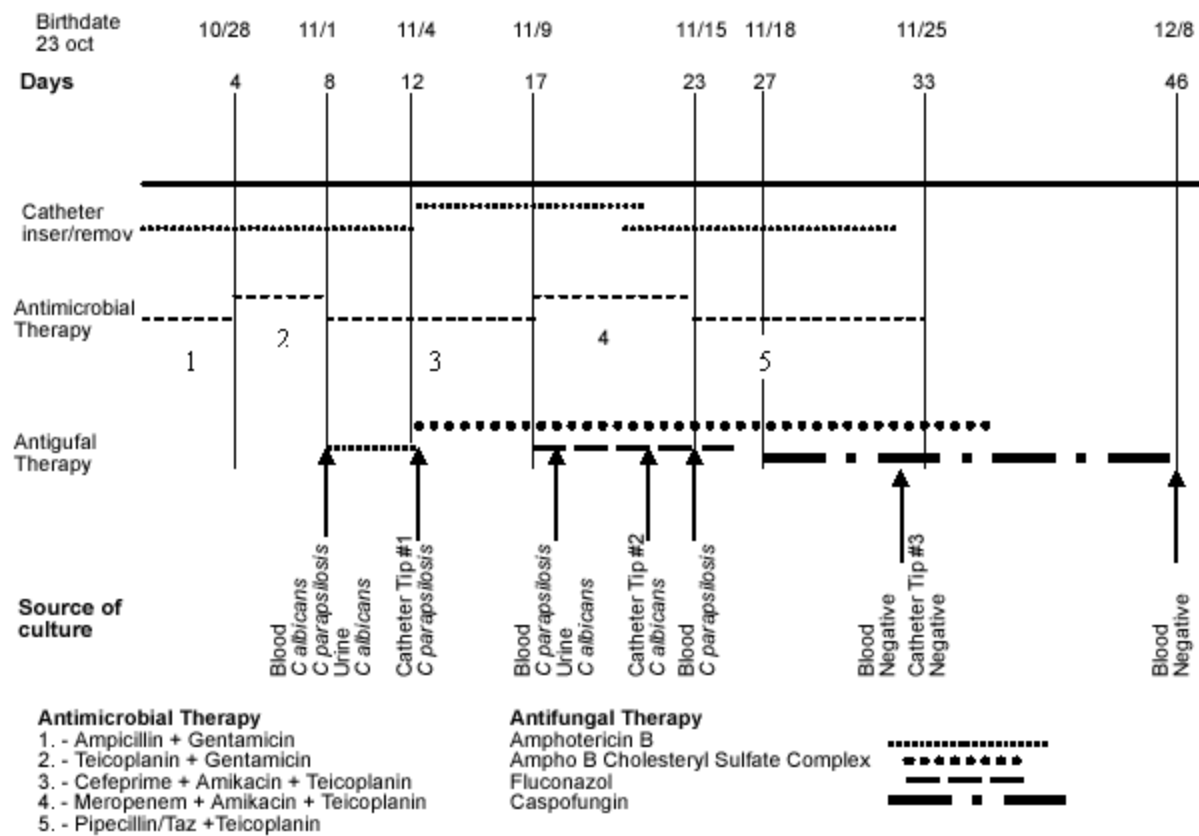 Birthdate
23 oct
10/28 11/1 11/4 11/9 11/15 11/18 11/25 12/8
Days 4 8 12 17 23 27 33 46
Catheter
inser/remov
Antimicrobial
Therapy
1 2 3 4 5
Antigufal
Therapy
Source of
culture
Blood
C albicans
C parapsilosis
Urine
C albicans
Catheter Tip #1
C parapsilosis
Blood
C parapsilosis
Urine
C albicans
Catheter Tip #2
C albicans
Blood
C parapsilosis
Blood
Negative
Catheter Tip #3
Negative
Blood
Negative
Antimicrobial Therapy
1. - Ampicillin + Gentamicin
2. - Teicoplanin + Gentamicin
3. - Cefeprime + Amikacin + Teicoplanin
4. - Meropenem + Amikacin + Teicoplanin
5. - Pipecillin/Taz +Teicoplanin
Antifungal Therapy
Amphotericin B
Ampho B Cholesteryl Sulfate Complex
Fluconazol
Caspofungin